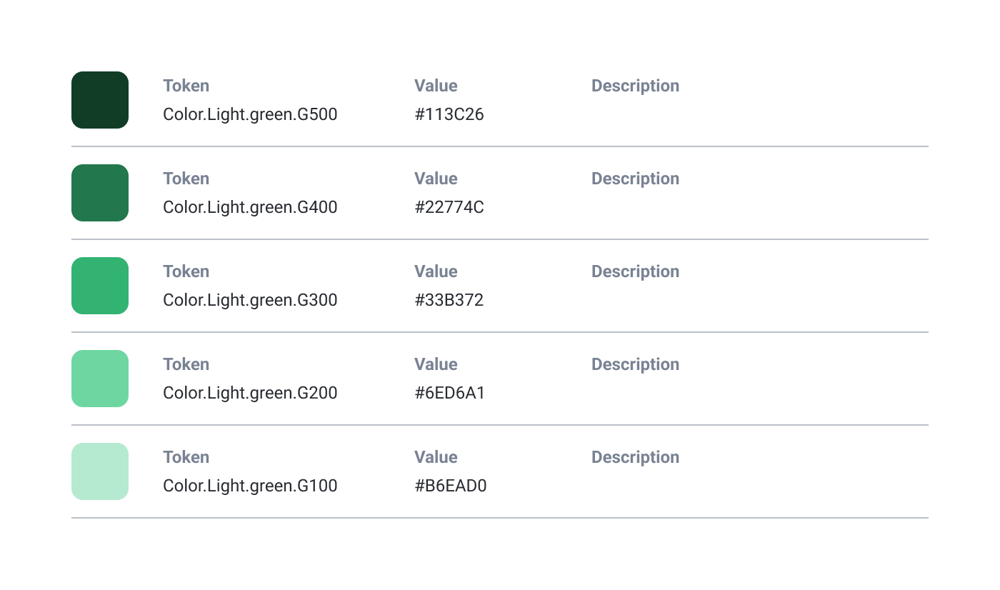 Token Value Description
Color.Light.green.G500 #113C26
Token Value Description
Color.Light.green.G400 #22774C
Token Value Description
Color.Light.green.G300 #33B372
Token Value Description
Color.Light.green.G200 #6ED6A1
Token Value Description
Color.Light.green.G100 #B6EAD0